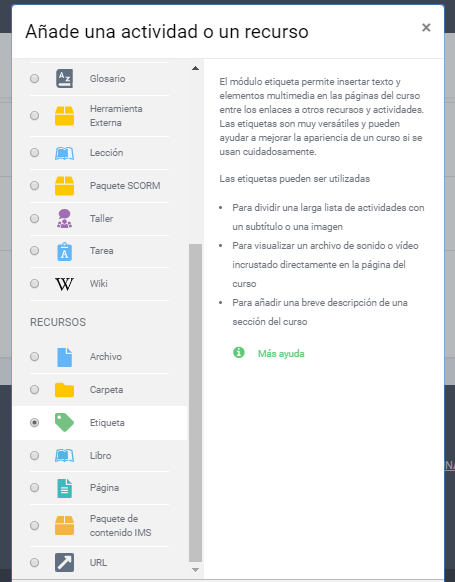 Añade una actividad o un recurso
×
Glosario
Herramienta
Externa
Lección
Paquete SCORM
Taller
Tarea
W Wiki
RECURSOS
Archivo
Carpeta
Etiqueta
Libro
Página
Paquete de
contenido IMS
URL
El módulo etiqueta permite insertar texto y
elementos multimedia en las páginas del curso
entre los enlaces a otros recursos y actividades.
Las etiquetas son muy versátiles y pueden
ayudar a mejorar la apariencia de un curso si se
usan cuidadosamente.
Las etiquetas pueden ser utilizadas
• Para dividir una larga lista de actividades con
un subtítulo o una imagen
• Para visualizar un archivo de sonido o vídeo
incrustado directamente en la página del
curso
• Para añadir una breve descripción de una
sección del curso
Más ayuda